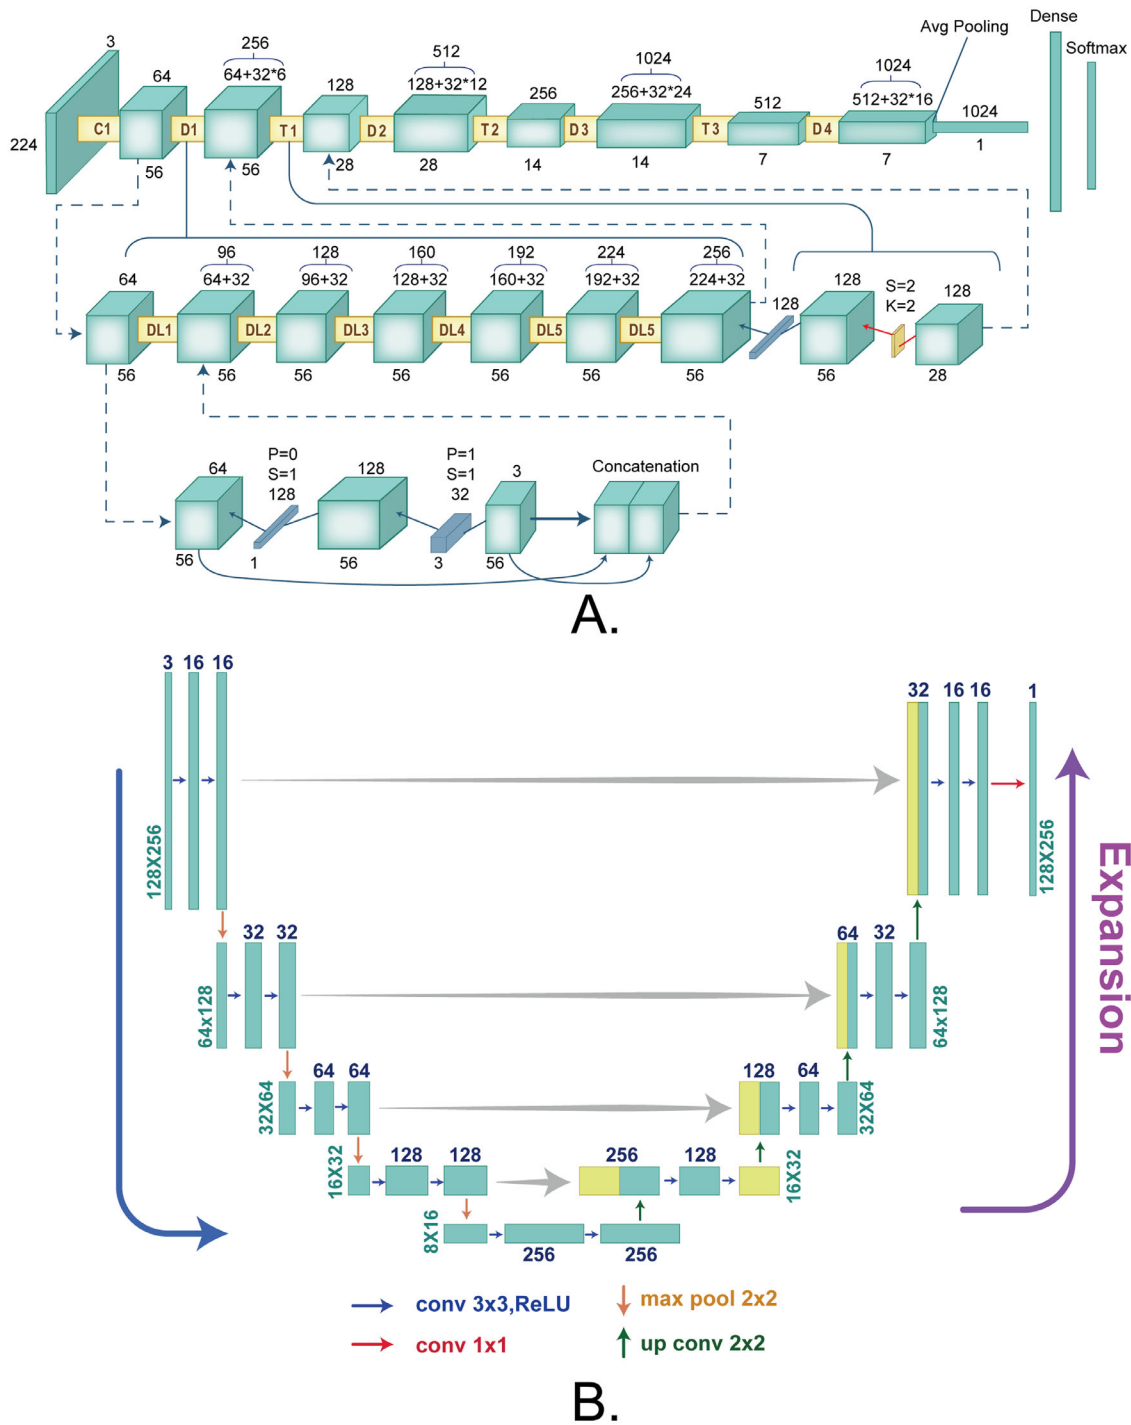 Dense
Softmax
Avg Pooling
3
64
256
64+32*6
128
512
128+32*12
256
1024
256+32*24
512
1024
512+32*16
1024
224
C1
D1
T1
D2
T2
D3
T3
D4
56
56
28
28
14
14
7
7
1
64
96
64+32
128
96+32
160
128+32
192
160+32
224
192+32
256
224+32
128
128
S=2
K=2
128
DL1
DL2
DL3
DL4
DL5
DL5
56
56
56
56
56
56
56
56
28
64
P=0
S=1
128
128
P=1
S=1
32
3
Concatenation
56
1
56
3
56
A.
3 16 16
32 16 16 1
128X256
128X256
Expansion
32 32
64 32
64x128
64x128
64 64
128 64
32X64
32X64
128 128
256 128
16X32
16X32
8X16
256 256
conv 3x3,ReLU
max pool 2x2
conv 1x1
up conv 2x2
B.